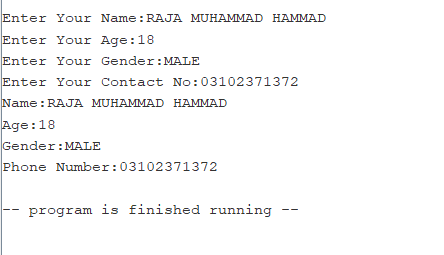 Enter Your Name:RAJA MUHAMMAD HAMMAD
Enter Your Age:18
Enter Your Gender:MALE
Enter Your Contact No:03102371372
Name:RAJA MUHAMMAD HAMMAD
Age:18
Gender:MALE
Phone Number:03102371372
-- program is finished running --